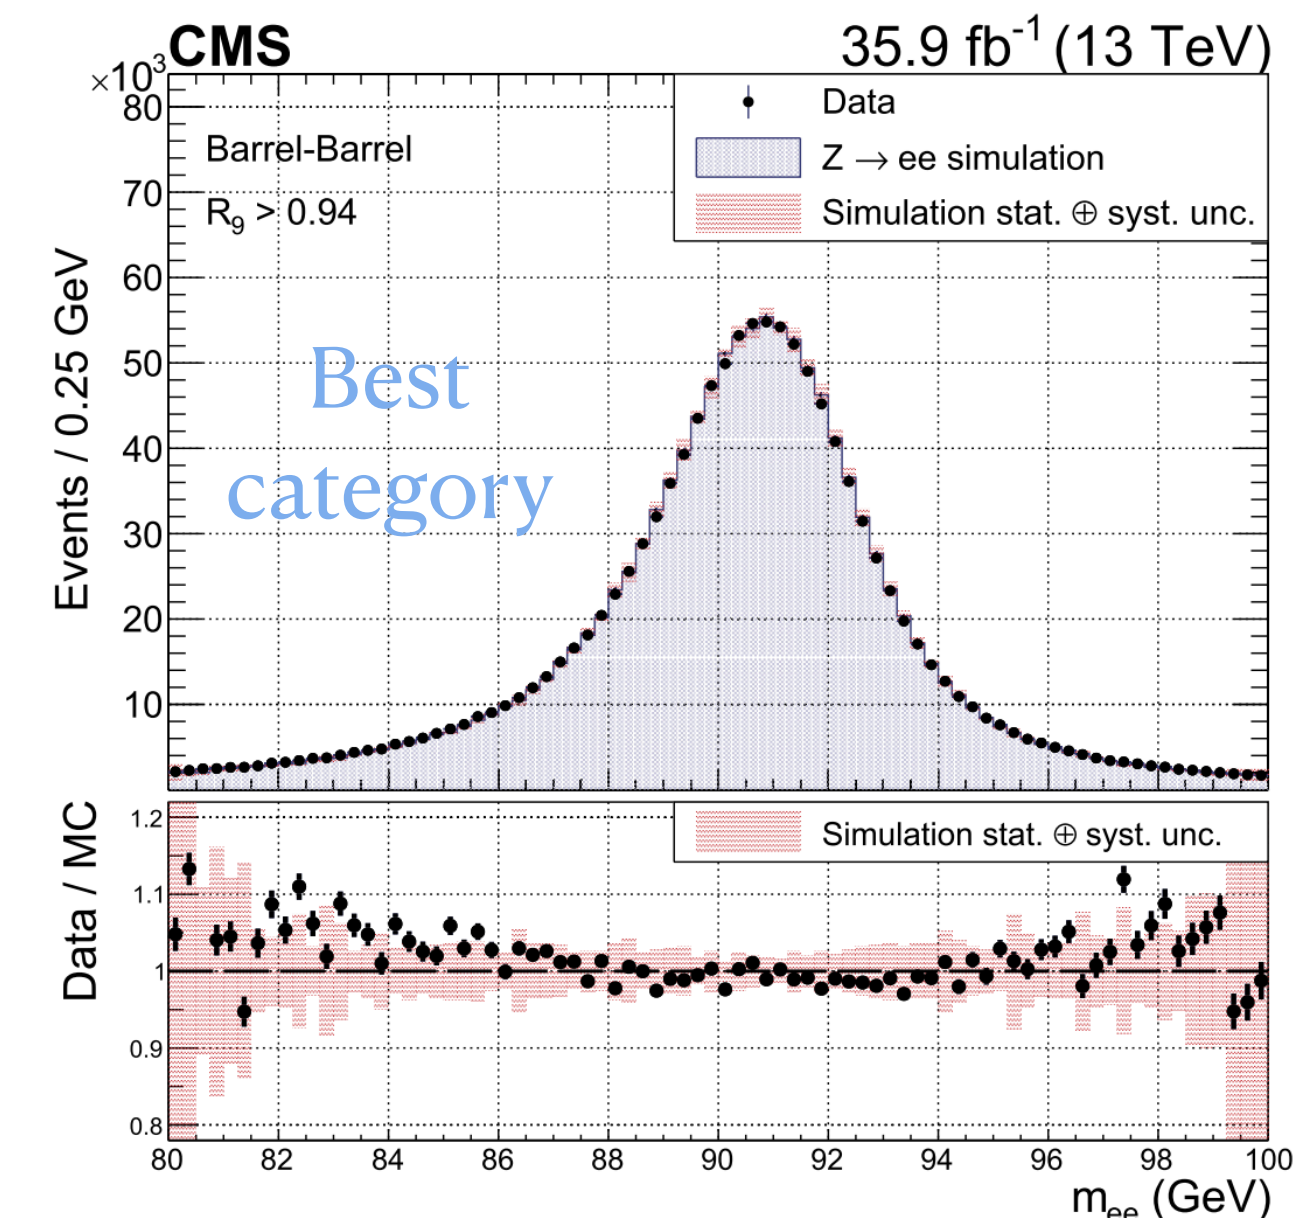 CMS
35.9 fb⁻¹ (13 TeV)
×10³
Data
Z → ee simulation
Simulation stat. ⊕ syst. unc.
Barrel-Barrel
R₉ > 0.94
Best
category
Events / 0.25 GeV
80
70
60
50
40
30
20
10
Simulation stat. ⊕ syst. unc.
Data / MC
1.2
1.1
1
0.9
0.8
80 82 84 86 88 90 92 94 96 98 100
mₑₑ (GeV)